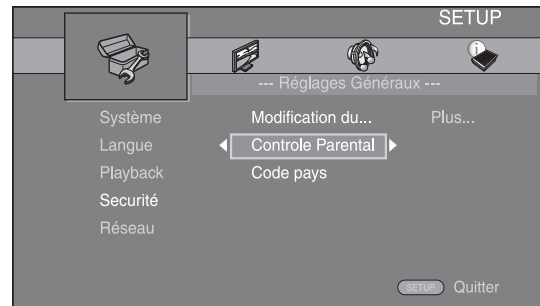 SETUP
--- Réglages Généraux ---
Système Modification du... Plus...
Langue Controle Parental
Playback Code pays
Securité
Réseau
SETUP Quitter